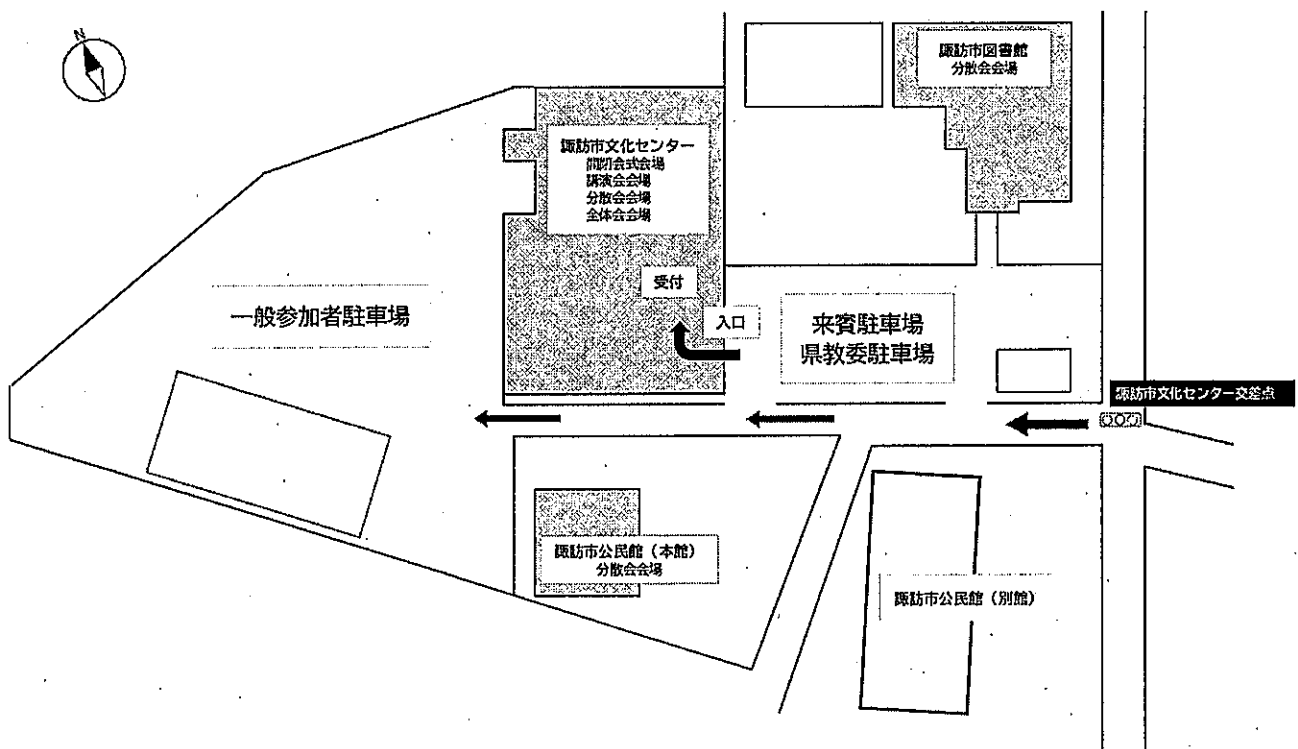 N
諏訪市図書館
分散会会場
諏訪市文化センター
開閉会式会場
講演会会場
分散会会場
全体会会場
受付
入口
一般参加者駐車場
来賓駐車場
県教委駐車場
諏訪市文化センター交差点
諏訪市公民館（本館）
分散会会場
諏訪市公民館（別館）